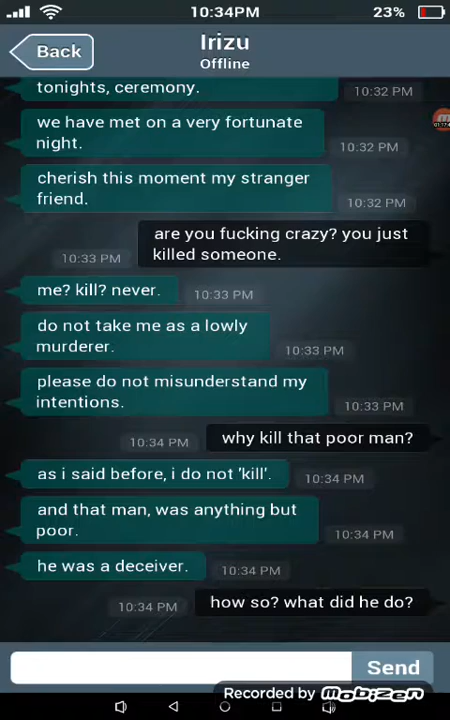 10:34PM
23%
Back
Irizu
Offline
tonights, ceremony.
10:32 PM
we have met on a very fortunate
night.
10:32 PM
cherish this moment my stranger
friend.
10:32 PM
are you fucking crazy? you just
killed someone.
10:33 PM
me? kill? never.
10:33 PM
do not take me as a lowly
murderer.
10:33 PM
please do not misunderstand my
intentions.
10:33 PM
why kill that poor man?
10:34 PM
as i said before, i do not 'kill'.
10:34 PM
and that man, was anything but
poor.
10:34 PM
he was a deceiver.
10:34 PM
how so? what did he do?
10:34 PM
Send
Recorded by Mobizen